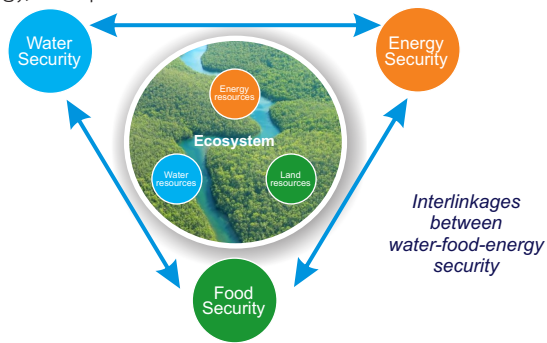 Water
Security
Energy
Security
Energy
resources
Ecosystem
Water
resources
Land
resources
Interlinkages
between
water-food-energy
security
Food
Security